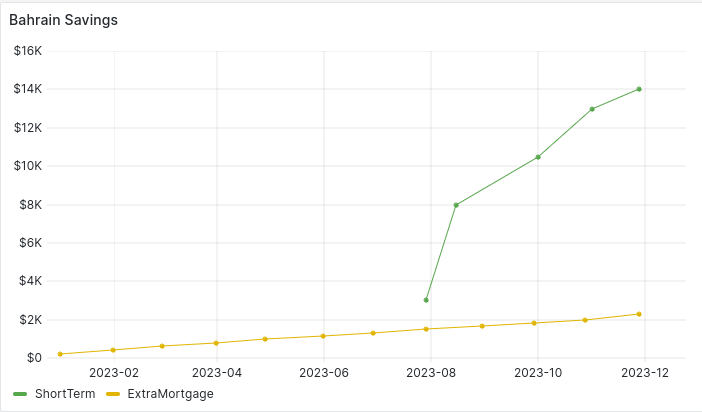 Bahrain Savings
$16K
$14K
$12K
$10K
$8K
$6K
$4K
$2K
$0
2023-02 2023-04 2023-06 2023-08 2023-10 2023-12
ShortTerm ExtraMortgage